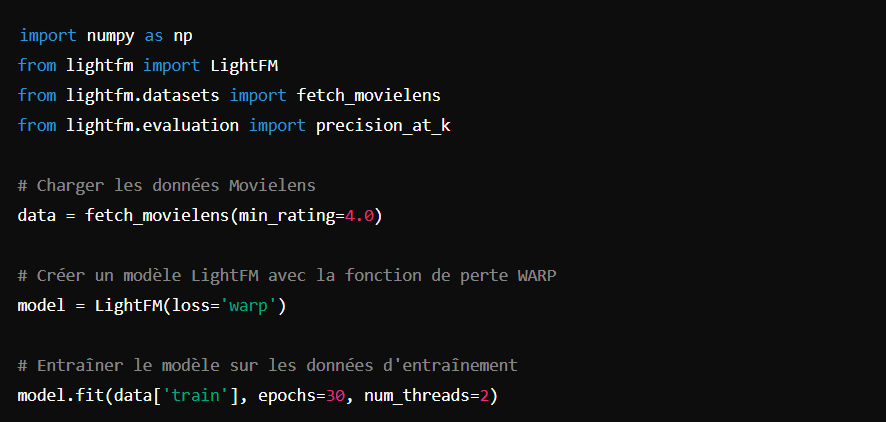 import numpy as np
from lightfm import LightFM
from lightfm.datasets import fetch_movielens
from lightfm.evaluation import precision_at_k
# Charger les données Movielens
data = fetch_movielens(min_rating=4.0)
# Créer un modèle LightFM avec la fonction de perte WARP
model = LightFM(loss='warp')
# Entraîner le modèle sur les données d'entraînement
model.fit(data['train'], epochs=30, num_threads=2)